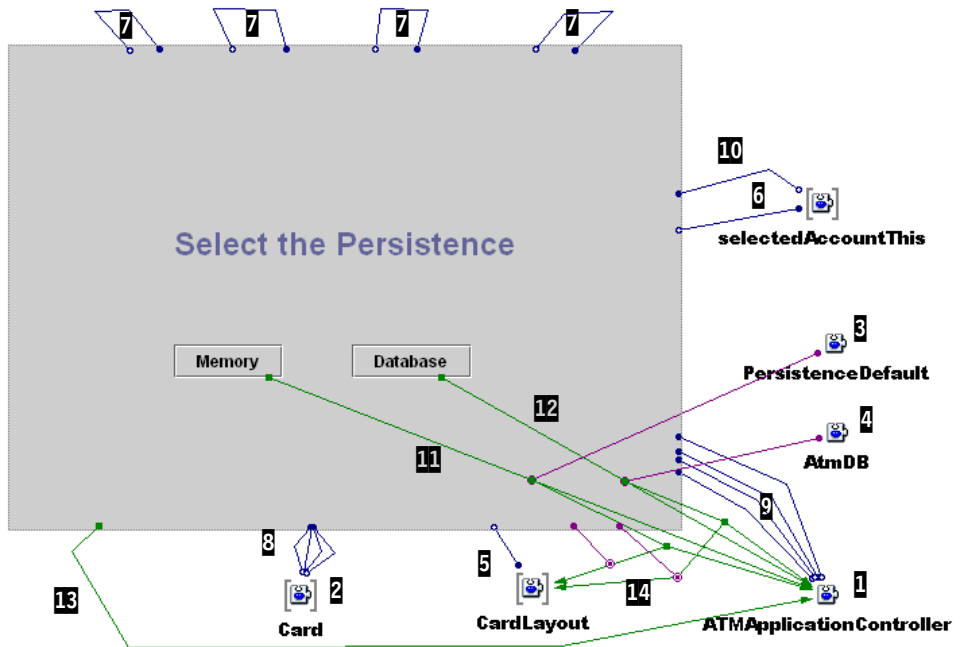 7 7 7 7
10
6
selectedAccountThis
Select the Persistence
3
Memory Database
PersistenceDefault
12
4
11
AtmDB
9
8
5
2
14
1
13
Card
CardLayout
ATMApplicationController